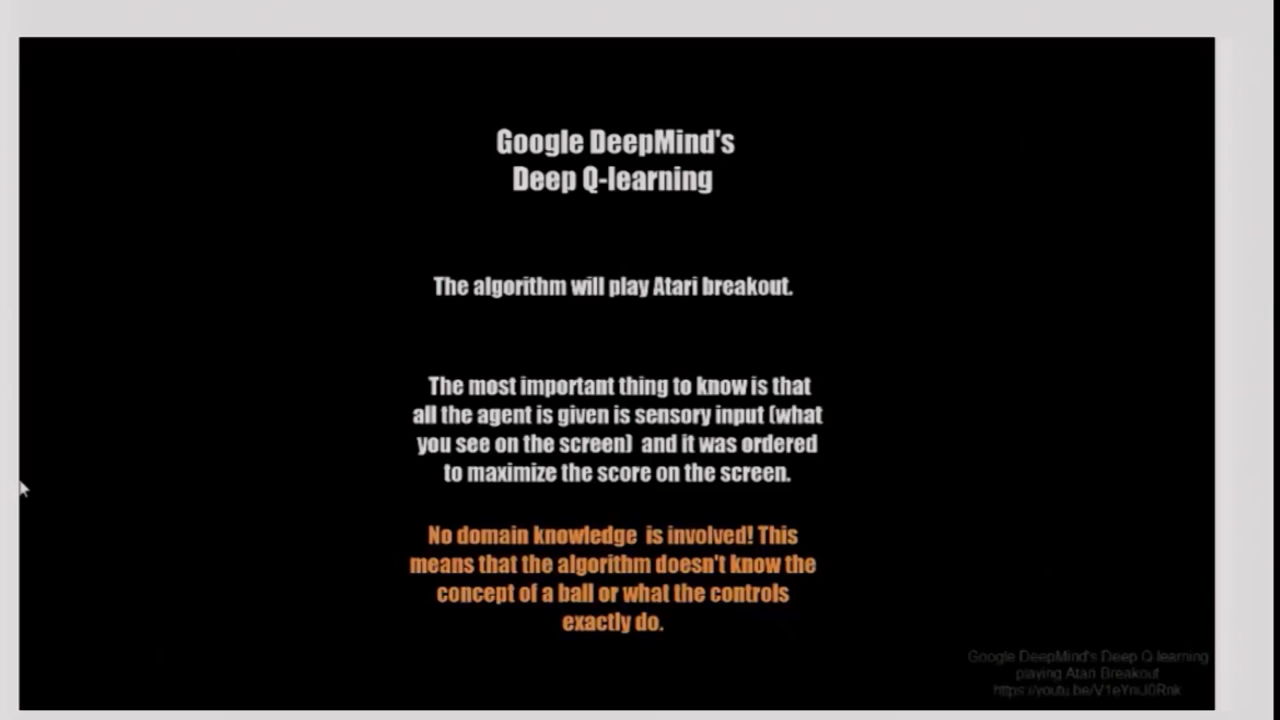 Google DeepMind's
Deep Q-learning
The algorithm will play Atari breakout.
The most important thing to know is that
all the agent is given is sensory input (what
you see on the screen) and it was ordered
to maximize the score on the screen.
No domain knowledge is involved! This
means that the algorithm doesn't know the
concept of a ball or what the controls
exactly do.
Google DeepMind's Deep Q-learning
playing Atari Breakout